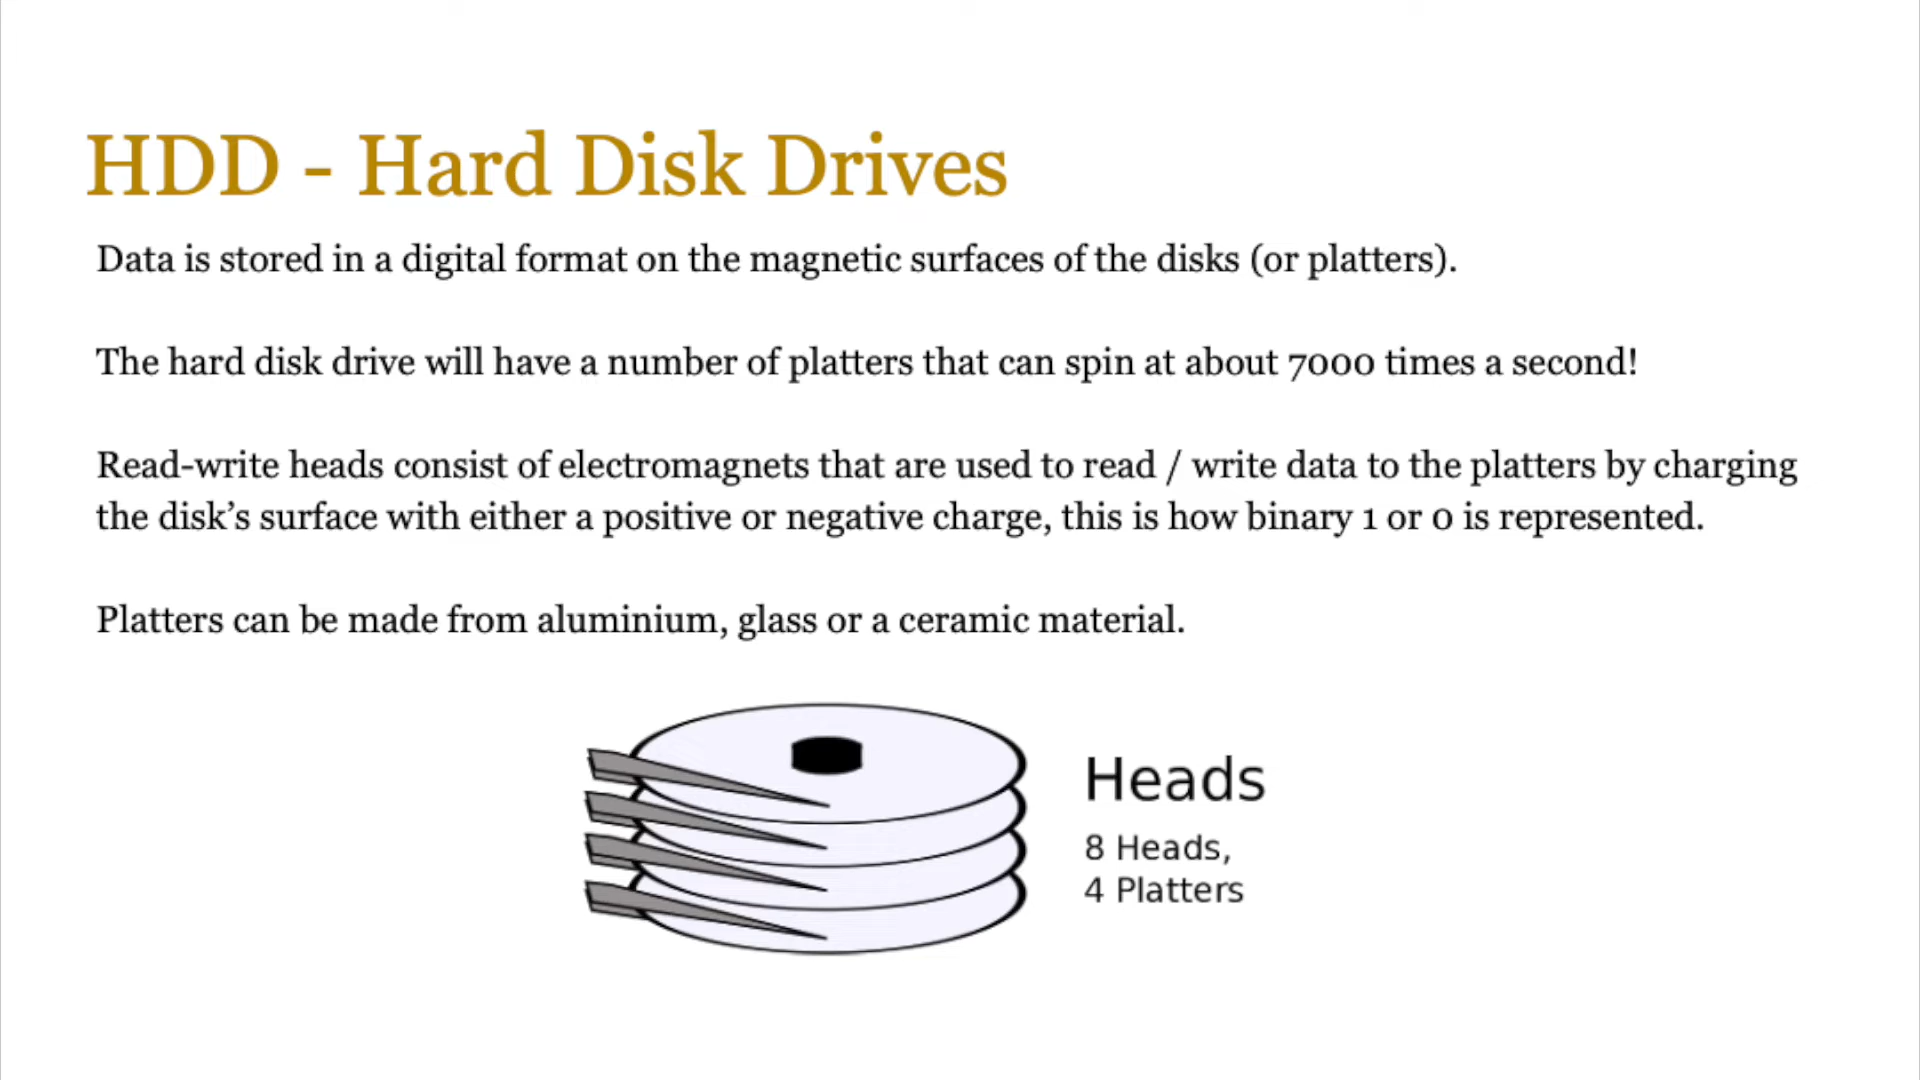 HDD - Hard Disk Drives
Data is stored in a digital format on the magnetic surfaces of the disks (or platters).
The hard disk drive will have a number of platters that can spin at about 7000 times a second!
Read-write heads consist of electromagnets that are used to read / write data to the platters by charging
the disk’s surface with either a positive or negative charge, this is how binary 1 or 0 is represented.
Platters can be made from aluminium, glass or a ceramic material.
Heads
8 Heads,
4 Platters